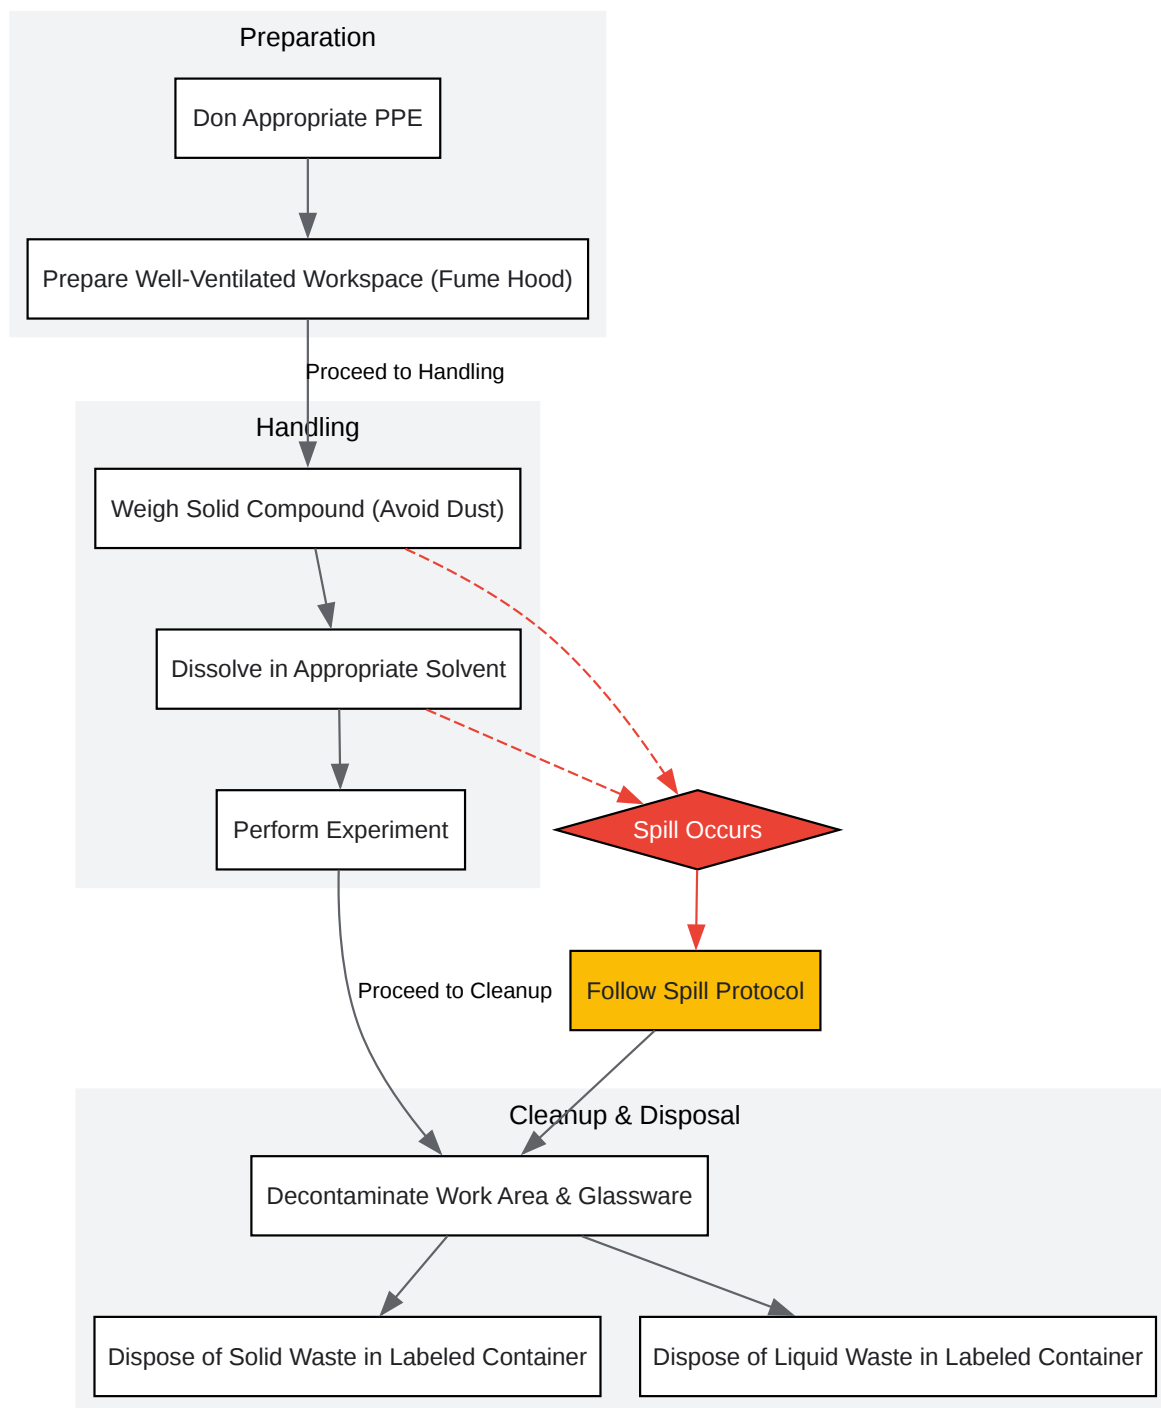 Preparation
Don Appropriate PPE
Prepare Well-Ventilated Workspace (Fume Hood)
Proceed to Handling
Handling
Weigh Solid Compound (Avoid Dust)
Dissolve in Appropriate Solvent
Perform Experiment
Spill Occurs
Proceed to Cleanup
Follow Spill Protocol
Cleanup & Disposal
Decontaminate Work Area & Glassware
Dispose of Solid Waste in Labeled Container
Dispose of Liquid Waste in Labeled Container